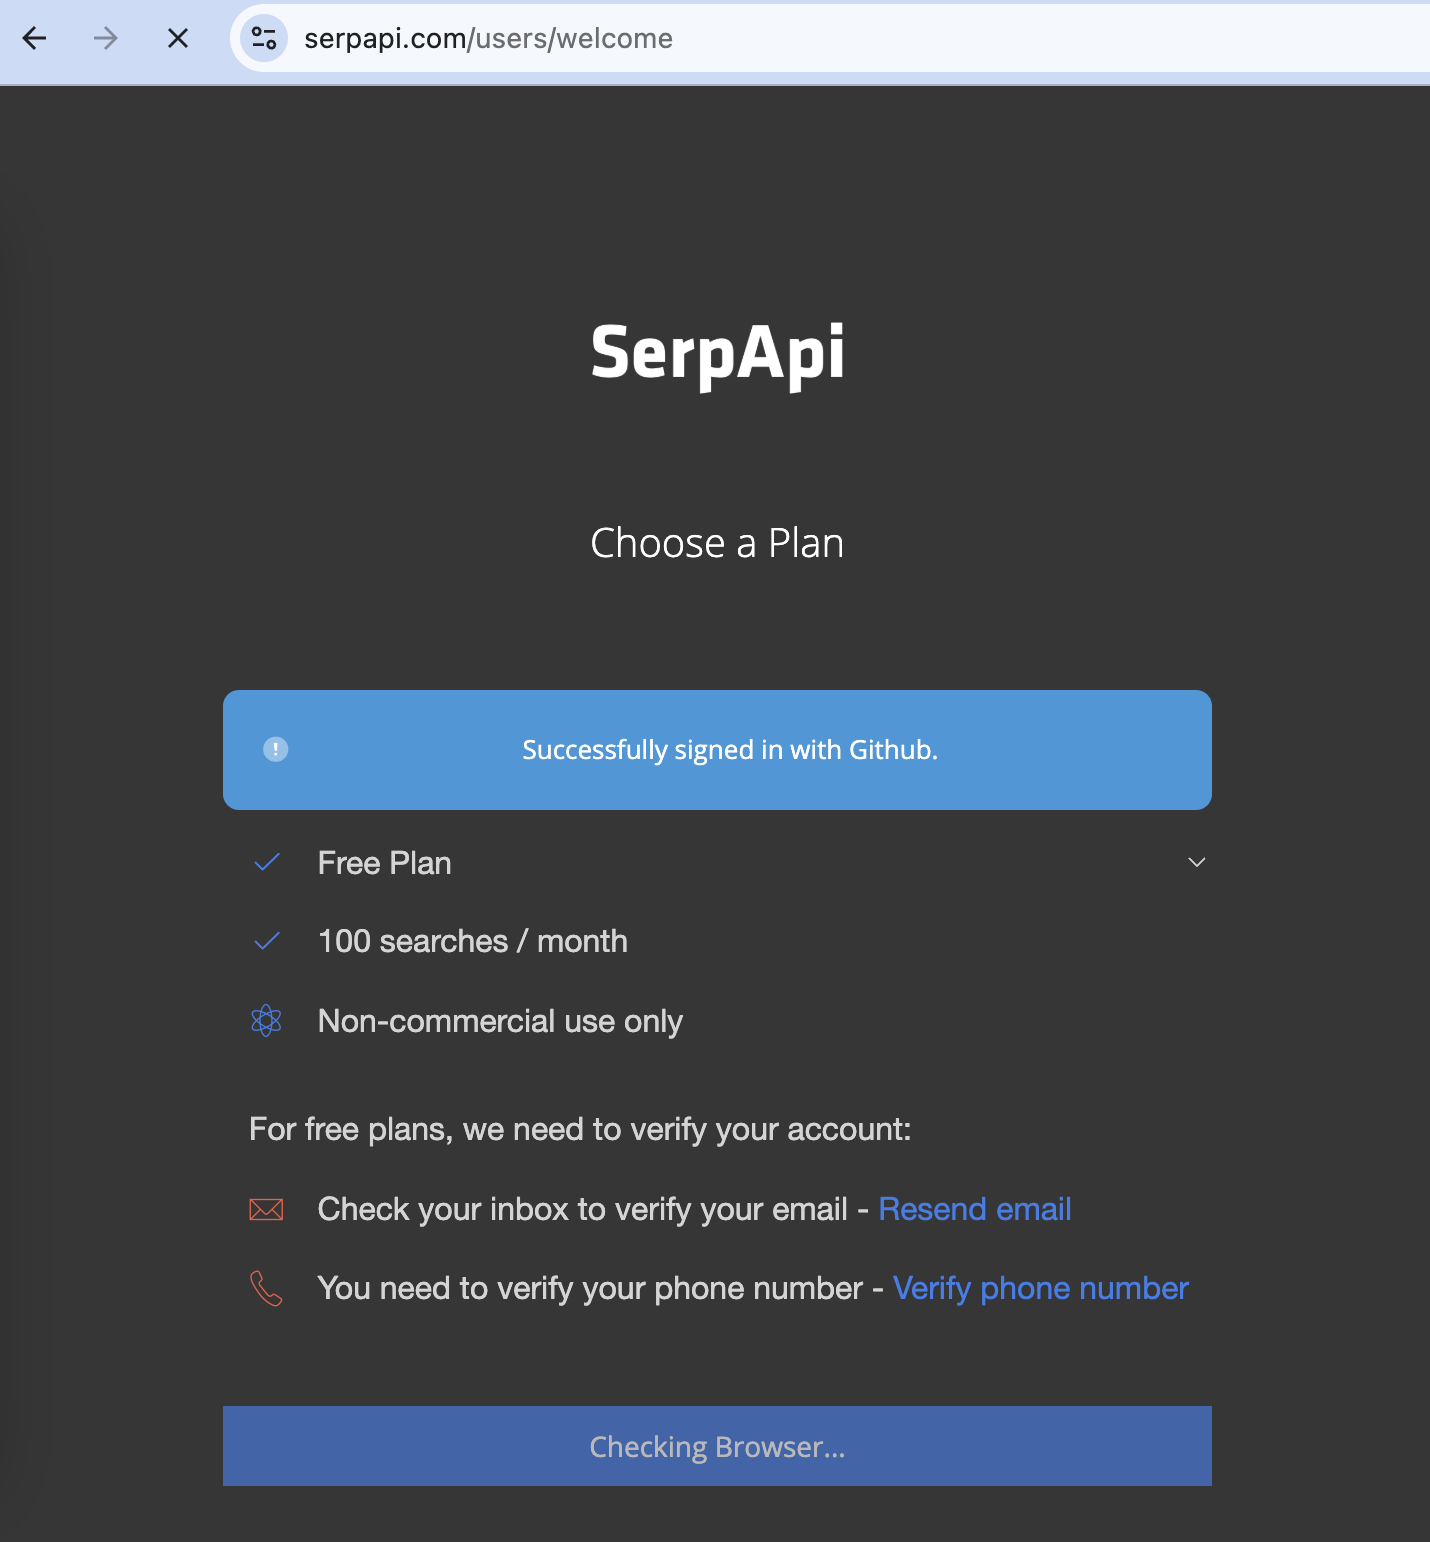 serpapi.com/users/welcome
SerpApi
Choose a Plan
Successfully signed in with Github.
Free Plan
100 searches / month
Non-commercial use only
For free plans, we need to verify your account:
Check your inbox to verify your email - Resend email
You need to verify your phone number - Verify phone number
Checking Browser...